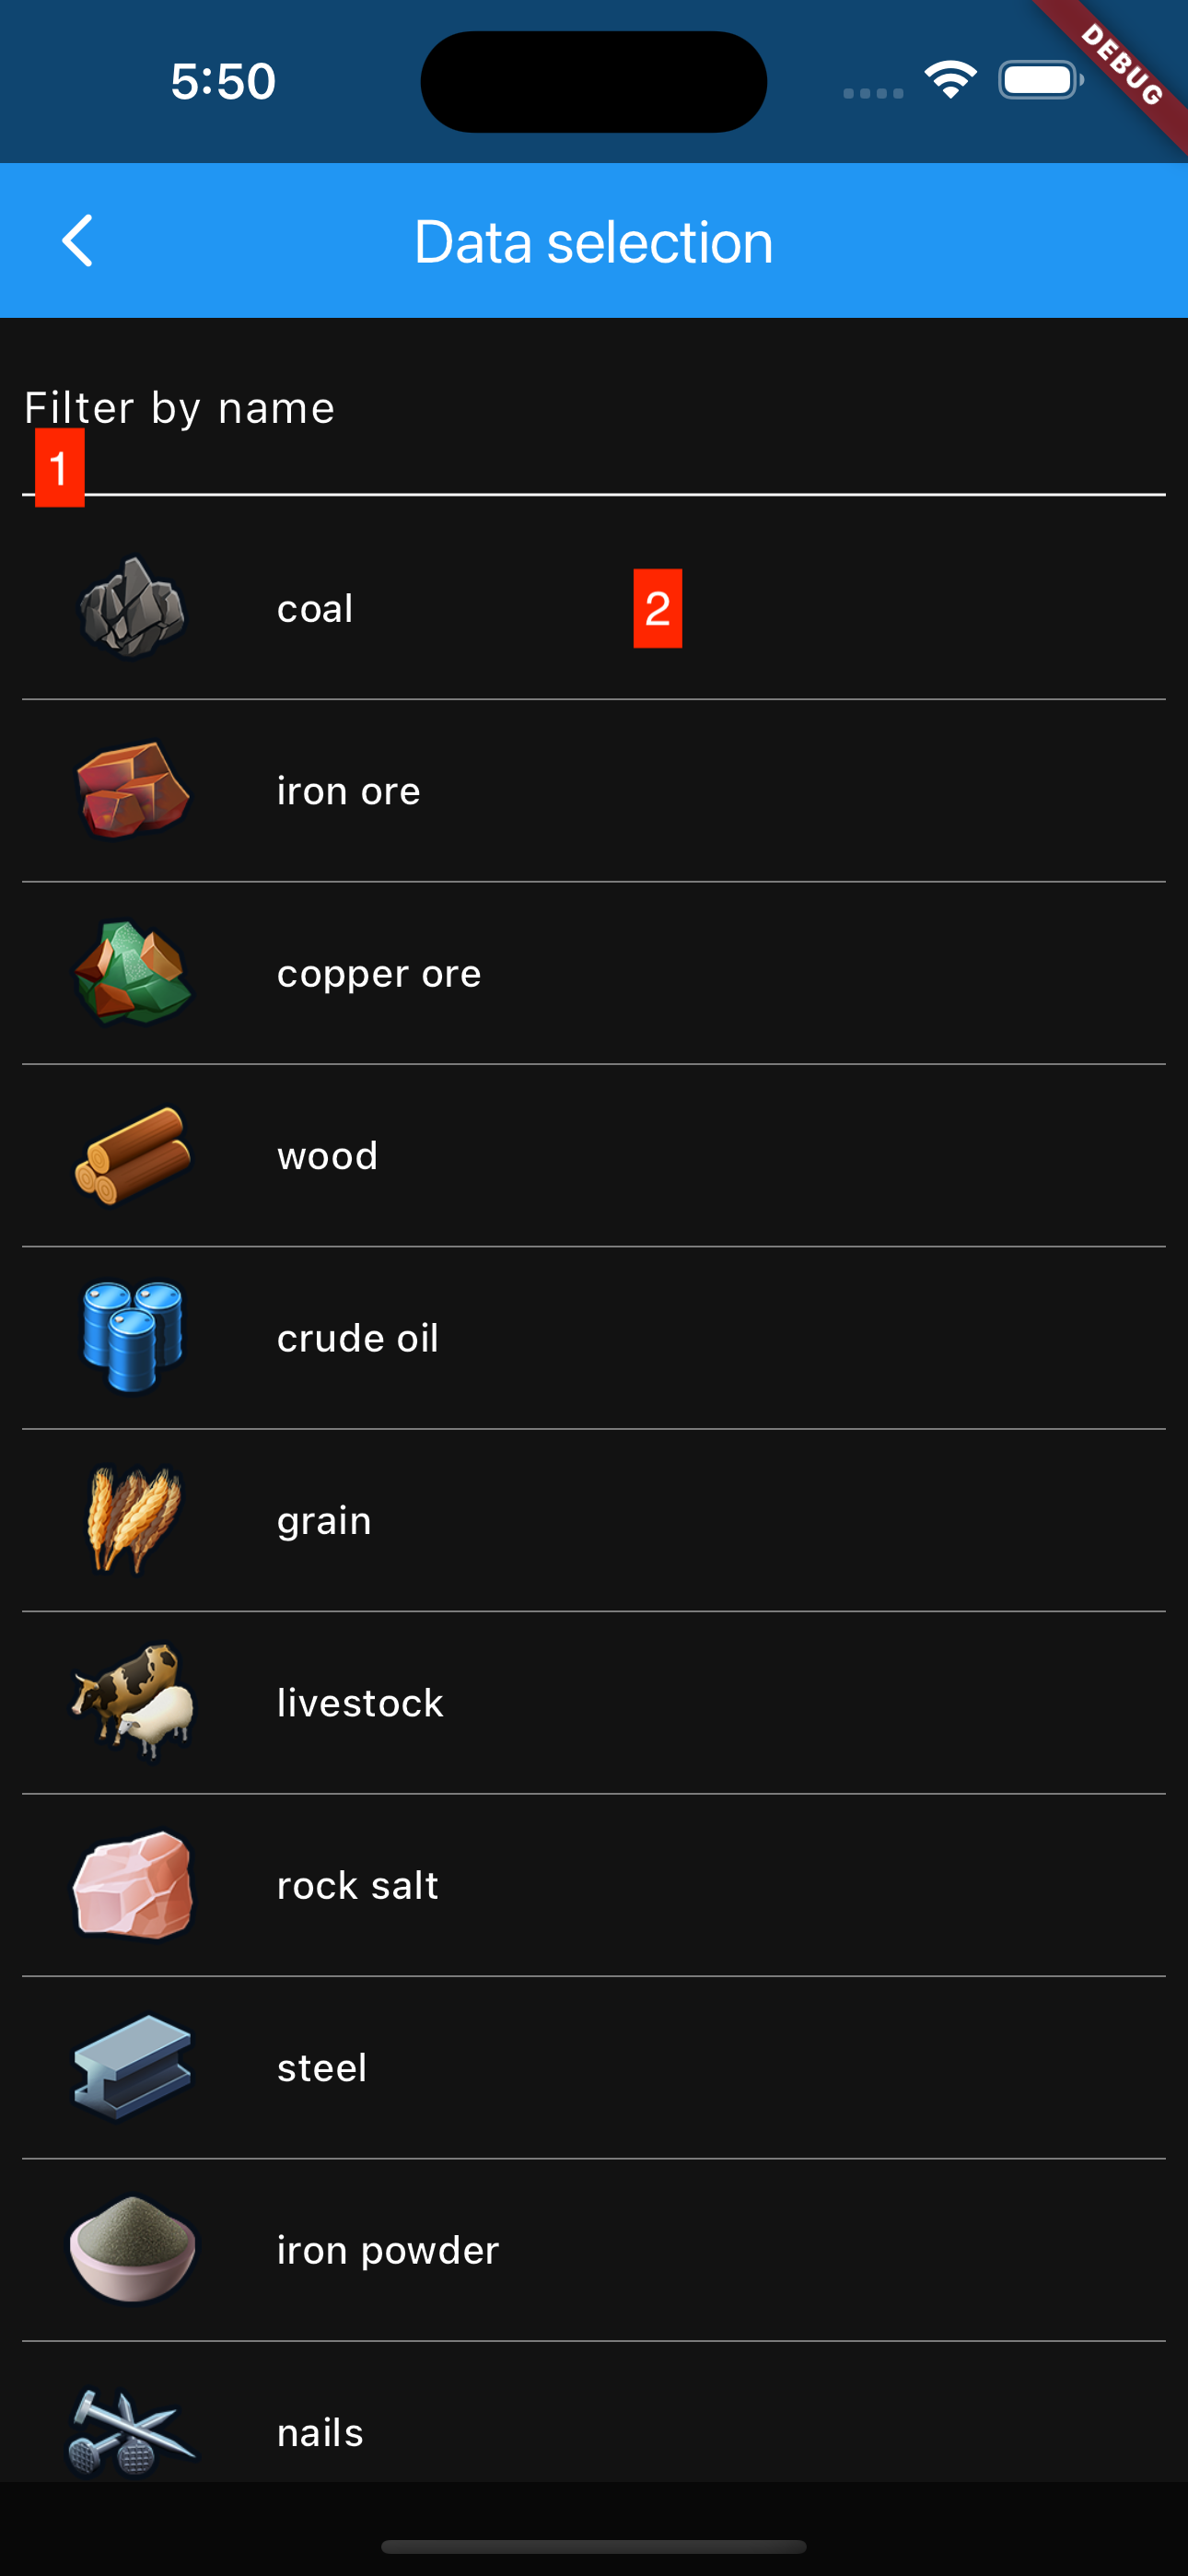 5:50
DEBUG
Data selection
Filter by name
1
coal
2
iron ore
copper ore
wood
crude oil
grain
livestock
rock salt
steel
iron powder
nails